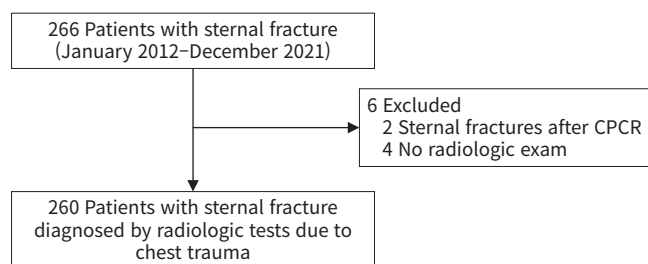 266 Patients with sternal fracture
(January 2012–December 2021)
6 Excluded
2 Sternal fractures after CPCR
4 No radiologic exam
260 Patients with sternal fracture
diagnosed by radiologic tests due to
chest trauma